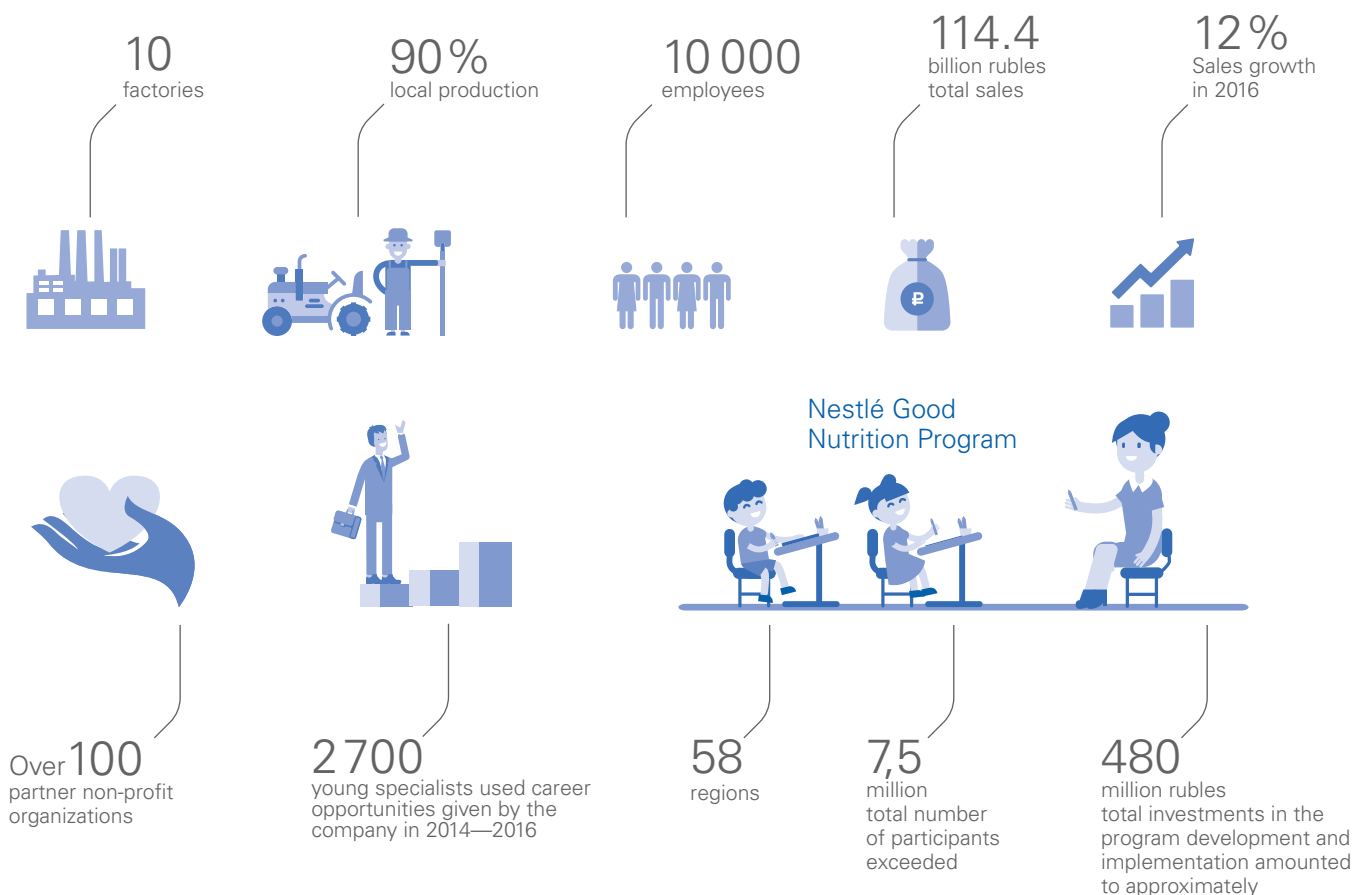 10
factories
90 %
local production
10 000
employees
114.4
billion rubles
total sales
12 %
Sales growth
in 2016
₽
Nestlé Good
Nutrition Program
Over 100
partner non-profit
organizations
2 700
young specialists used career
opportunities given by the
company in 2014—2016
58
regions
7,5
million
total number
of participants
exceeded
480
million rubles
total investments in the
program development and
implementation amounted
to approximately